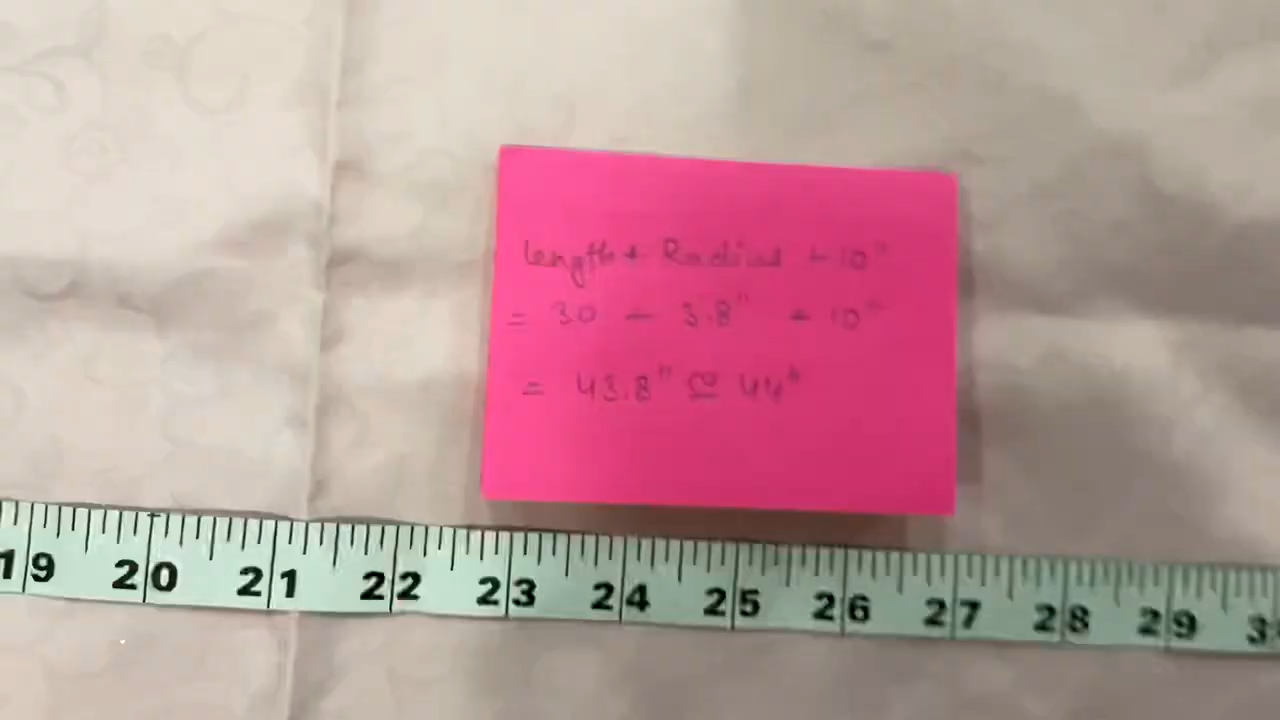 length + Radius + 10"
= 30 + 3.8" + 10"
= 43.8" ≅ 44"
19 20 21 22 23 24 25 26 27 28 29